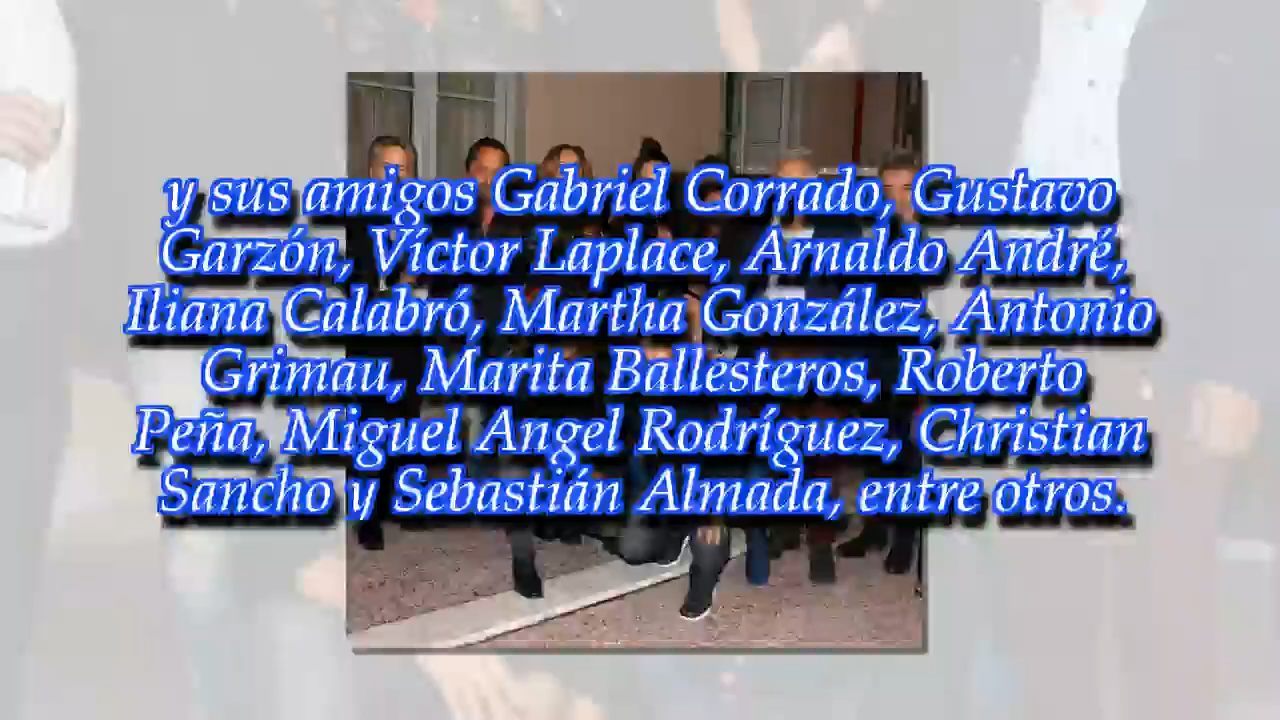 y sus amigos Gabriel Corrado, Gustavo
Garzón, Víctor Laplace, Arnaldo André,
Iliana Calabró, Martha González, Antonio
Grimau, Marita Ballesteros, Roberto
Peña, Miguel Angel Rodríguez, Christian
Sancho y Sebastián Almada, entre otros.